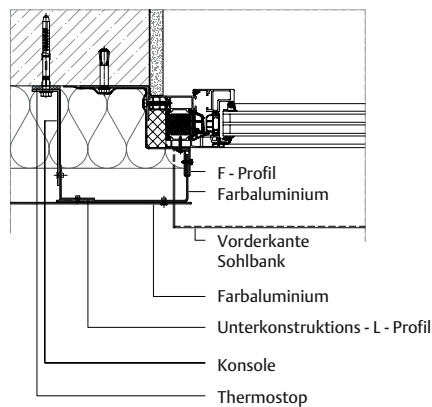 F - Profil
Farbaluminium
Vorderkante
Sohlbank
Farbaluminium
Unterkonstruktions - L - Profil
Konsole
Thermostop